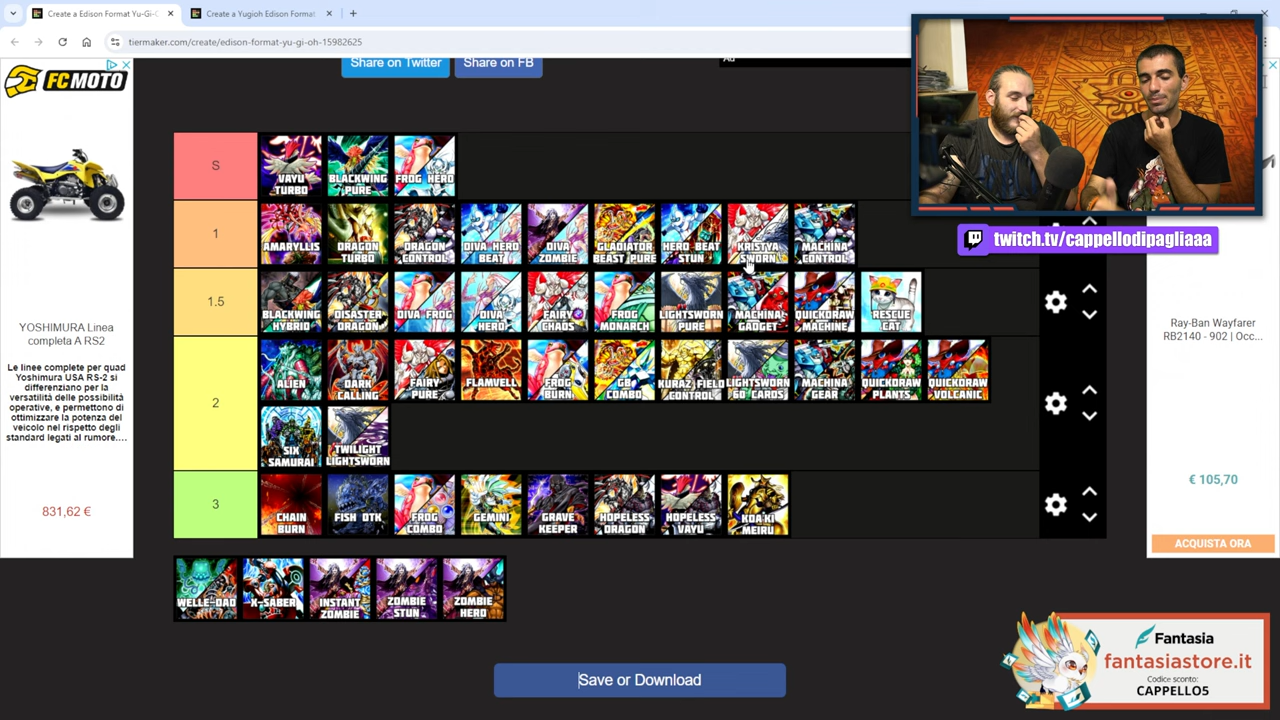 Create a Edison Format Yu-Gi-
Create a Yugioh Edison Format
tiermaker.com/create/edison-format-yu-gi-oh-15982625
FC MOTO
YOSHIMURA Linea
completa A RS2
Le linee complete per quad
Yoshimura USA RS-2 si
differenziano per la
versatilità delle possibilità
operative, e permettono di
ottimizzare la potenza del
veicolo nel rispetto degli
standard legati al rumore....
831,62 €
Share on Twitter
Share on FB
Ad
S
VAYU
TURBO
BLACKWING
PURE
FROG HERO
1
AMARYLLIS
DRAGON
TURBO
DRAGON
CONTROL
DIVA HERO
BEAT
DIVA
ZOMBIE
GLADIATOR
BEAST PURE
HERO BEAT
STUN
KRISTYA
SWORN
MACHINA
CONTROL
1.5
BLACKWING
HYBRID
DISASTER
DRAGON
DIVA FROG
DIVA
HERO
FAIRY
CHAOS
FROG
MONARCH
LIGHTSWORN
PURE
MACHINA
GADGET
QUICKDRAW
MACHINE
RESCUE
CAT
2
ALIEN
DARK
CALLING
FAIRY
PURE
FLAMVELL
FROG
BURN
GB
COMBO
KURAZ FIELD
CONTROL
LIGHTSWORN
60 CARDS
MACHINA
GEAR
QUICKDRAW
PLANTS
QUICKDRAW
VOLCANIC
SIX
SAMURAI
TWILIGHT
LIGHTSWORN
3
CHAIN
BURN
FISH OTK
FROG
COMBO
GEMINI
GRAVE
KEEPER
HOPELESS
DRAGON
HOPELESS
VAYU
KOA KI
MEIRU
WELLE-DAD
X-SABER
INSTANT
ZOMBIE
ZOMBIE
STUN
ZOMBIE
HERO
Save or Download
twitch.tv/cappellodipagliaaa
Ray-Ban Wayfarer
RB2140 - 902 | Occ...
€ 105,70
ACQUISTA ORA
Fantasia
fantasiastore.it
Codice sconto:
CAPPELLO5